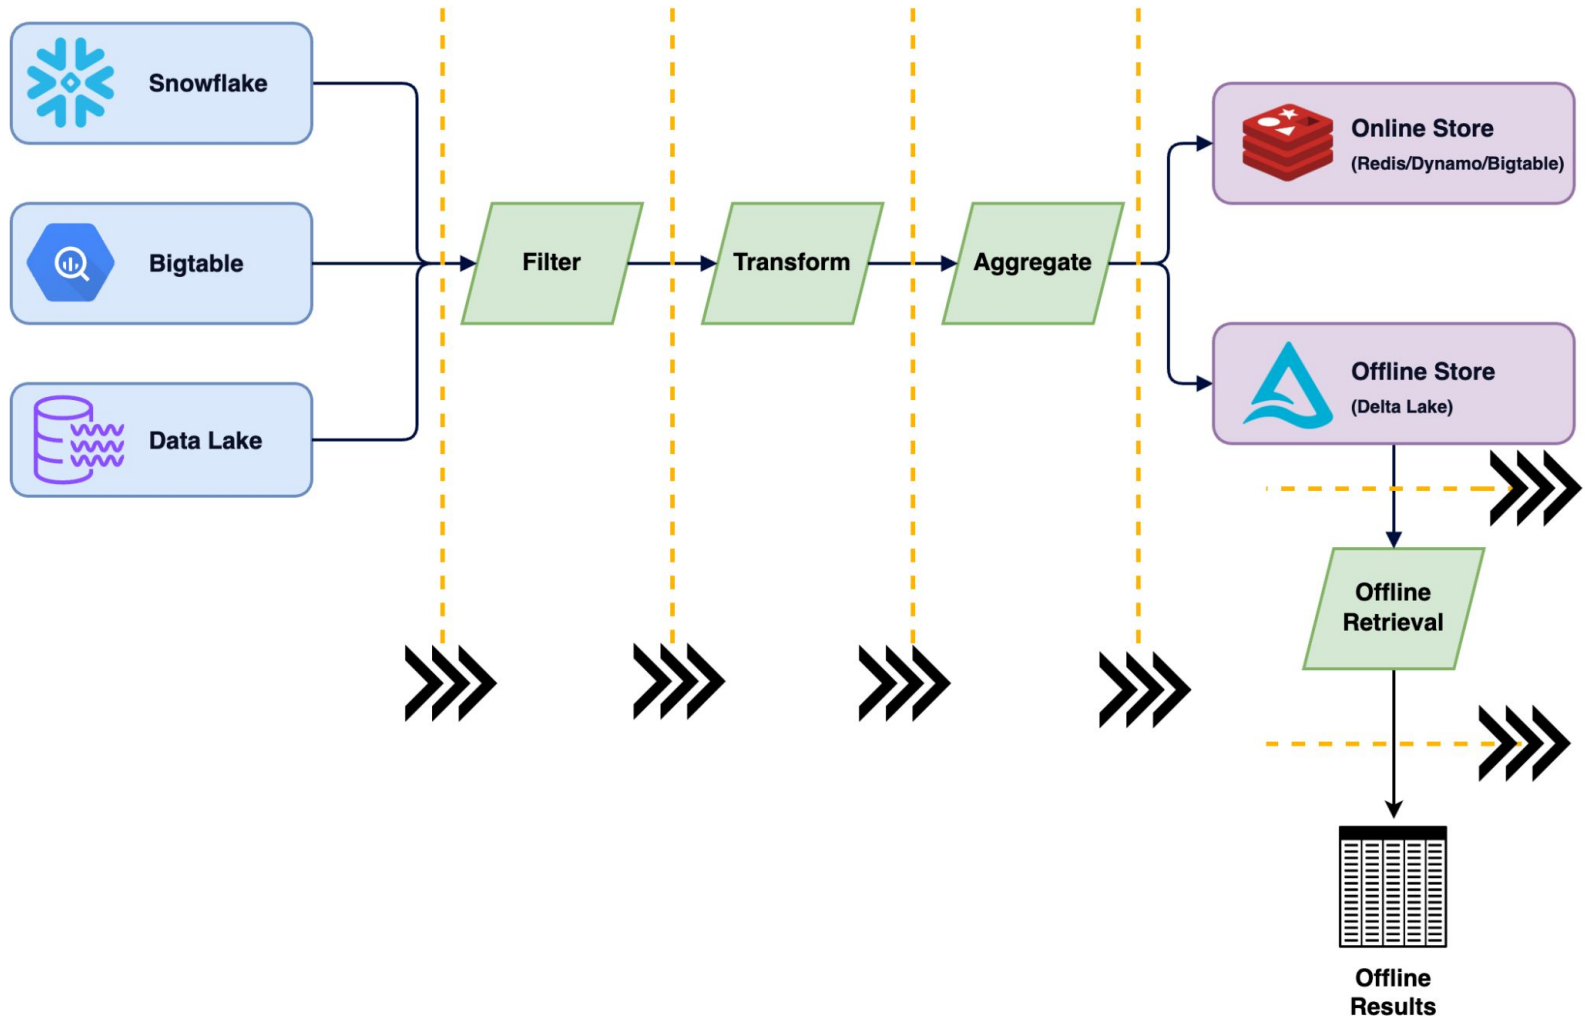 Snowflake
Bigtable
Data Lake
Filter
Transform
Aggregate
Online Store
(Redis/Dynamo/Bigtable)
Offline Store
(Delta Lake)
Offline
Retrieval
Offline
Results